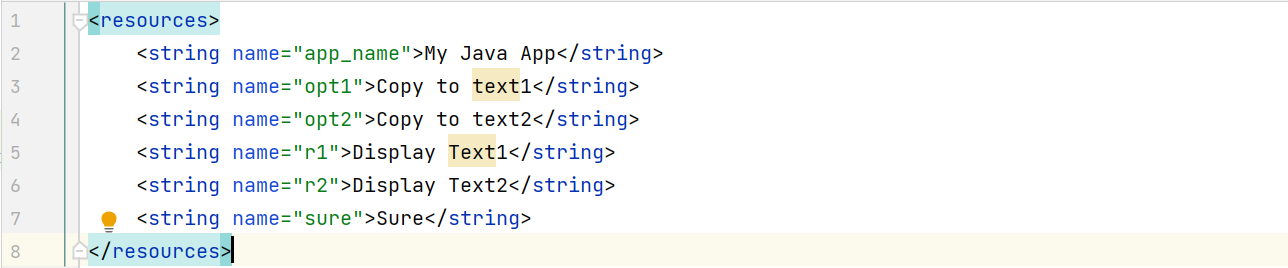 1 <resources>
2 <string name="app_name">My Java App</string>
3 <string name="opt1">Copy to text1</string>
4 <string name="opt2">Copy to text2</string>
5 <string name="r1">Display Text1</string>
6 <string name="r2">Display Text2</string>
7 <string name="sure">Sure</string>
8 </resources>